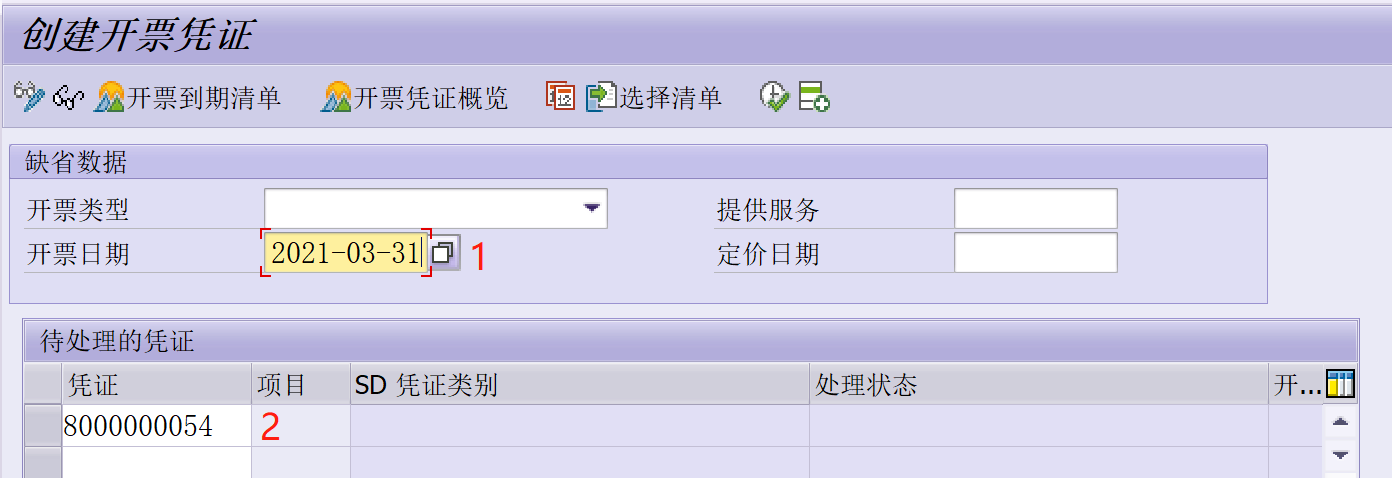 创建开票凭证
开票到期清单 开票凭证概览 选择清单
缺省数据
开票类型 提供服务
开票日期 2021-03-31 1 定价日期
待处理的凭证
凭证 项目 SD 凭证类别 处理状态 开...
8000000054 2